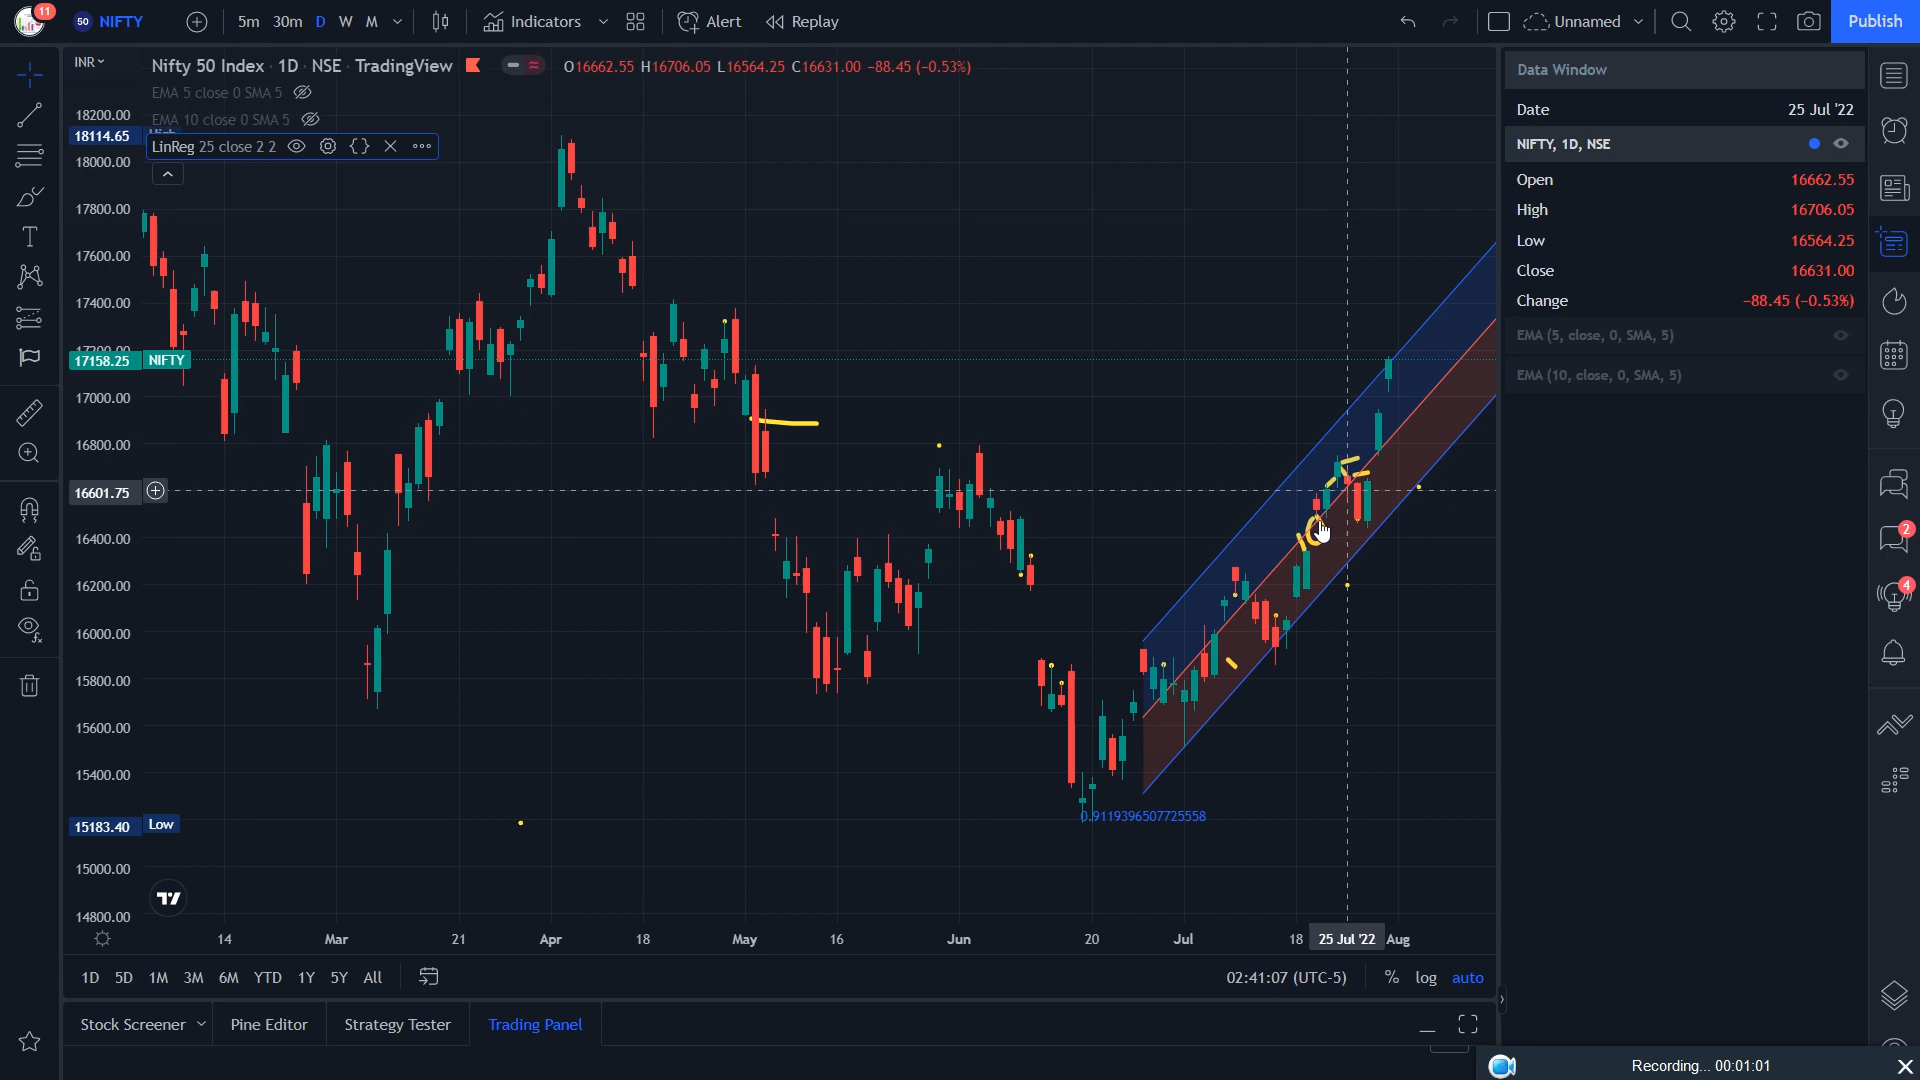 11
50 NIFTY
5m 30m D W M
Indicators
Alert
Replay
Unnamed
Publish
INR
Nifty 50 Index · 1D · NSE · TradingView
O16662.55 H16706.05 L16564.25 C16631.00 −88.45 (−0.53%)
EMA 5 close 0 SMA 5
EMA 10 close 0 SMA 5
LinReg 25 close 2 2
18200.00
18114.65 High
18000.00
17800.00
17600.00
17400.00
17200.00
17158.25 NIFTY
17000.00
16800.00
16601.75
16400.00
16200.00
16000.00
15800.00
15600.00
15400.00
15183.40 Low
15000.00
14800.00
0.9119396507725558
14 Mar 21 Apr 18 May 16 Jun 20 Jul 18 25 Jul '22 Aug
1D 5D 1M 3M 6M YTD 1Y 5Y All
02:41:07 (UTC-5)
% log auto
Stock Screener
Pine Editor
Strategy Tester
Trading Panel
Data Window
Date 25 Jul '22
NIFTY, 1D, NSE
Open 16662.55
High 16706.05
Low 16564.25
Close 16631.00
Change −88.45 (−0.53%)
EMA (5, close, 0, SMA, 5)
EMA (10, close, 0, SMA, 5)
2
4
Recording... 00:01:01